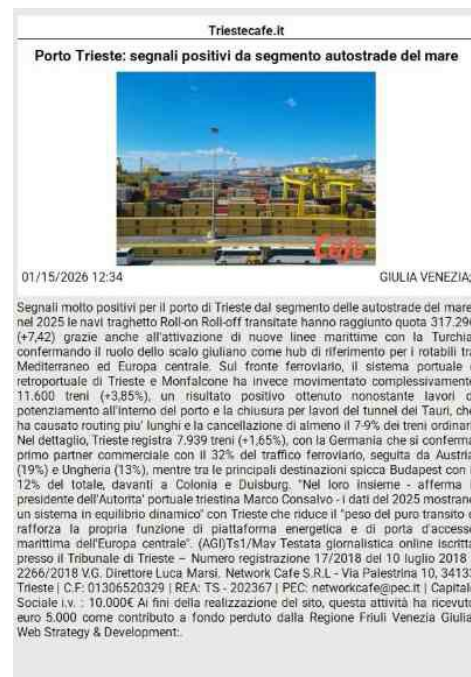 Triestecafe.it
Porto Trieste: segnali positivi da segmento autostrade del mare
Cafe
01/15/2026 12:34 GIULIA VENEZIA;
Segnali molto positivi per il porto di Trieste dal segmento delle autostrade del mare
nel 2025 le navi traghetto Roll-on Roll-off transitate hanno raggiunto quota 317.296
(+7,42) grazie anche all'attivazione di nuove linee marittime con la Turchia
confermando il ruolo dello scalo giuliano come hub di riferimento per i rotabili tra
Mediterraneo ed Europa centrale. Sul fronte ferroviario, il sistema portuale
retroportuale di Trieste e Monfalcone ha invece movimentato complessivamente
11.600 treni (+3,85%), un risultato positivo ottenuto nonostante lavori d
potenziamento all'interno del porto e la chiusura per lavori del tunnel dei Tauri, che
ha causato routing piu' lunghi e la cancellazione di almeno il 7-9% dei treni ordinari
Nel dettaglio, Trieste registra 7.939 treni (+1,65%), con la Germania che si conferma
primo partner commerciale con il 32% del traffico ferroviario, seguita da Austria
(19%) e Ungheria (13%), mentre tra le principali destinazioni spicca Budapest con i
12% del totale, davanti a Colonia e Duisburg. "Nel loro insieme - afferma i
presidente dell'Autorita' portuale triestina Marco Consalvo - i dati del 2025 mostrano
un sistema in equilibrio dinamico" con Trieste che riduce il "peso del puro transito e
rafforza la propria funzione di piattaforma energetica e di porta d'accesso
marittima dell'Europa centrale". (AGI)Ts1/Mav Testata giornalistica online iscritta
presso il Tribunale di Trieste – Numero registrazione 17/2018 del 10 luglio 2018
2266/2018 V.G. Direttore Luca Marsi. Network Cafe S.R.L - Via Palestrina 10, 34133
Trieste | C.F: 01306520329 | REA: TS - 202367 | PEC: networkcafe@pec.it | Capitale
Sociale i.v. : 10.000€ Ai fini della realizzazione del sito, questa attività ha ricevuto
euro 5.000 come contributo a fondo perduto dalla Regione Friuli Venezia Giulia
Web Strategy & Development:.